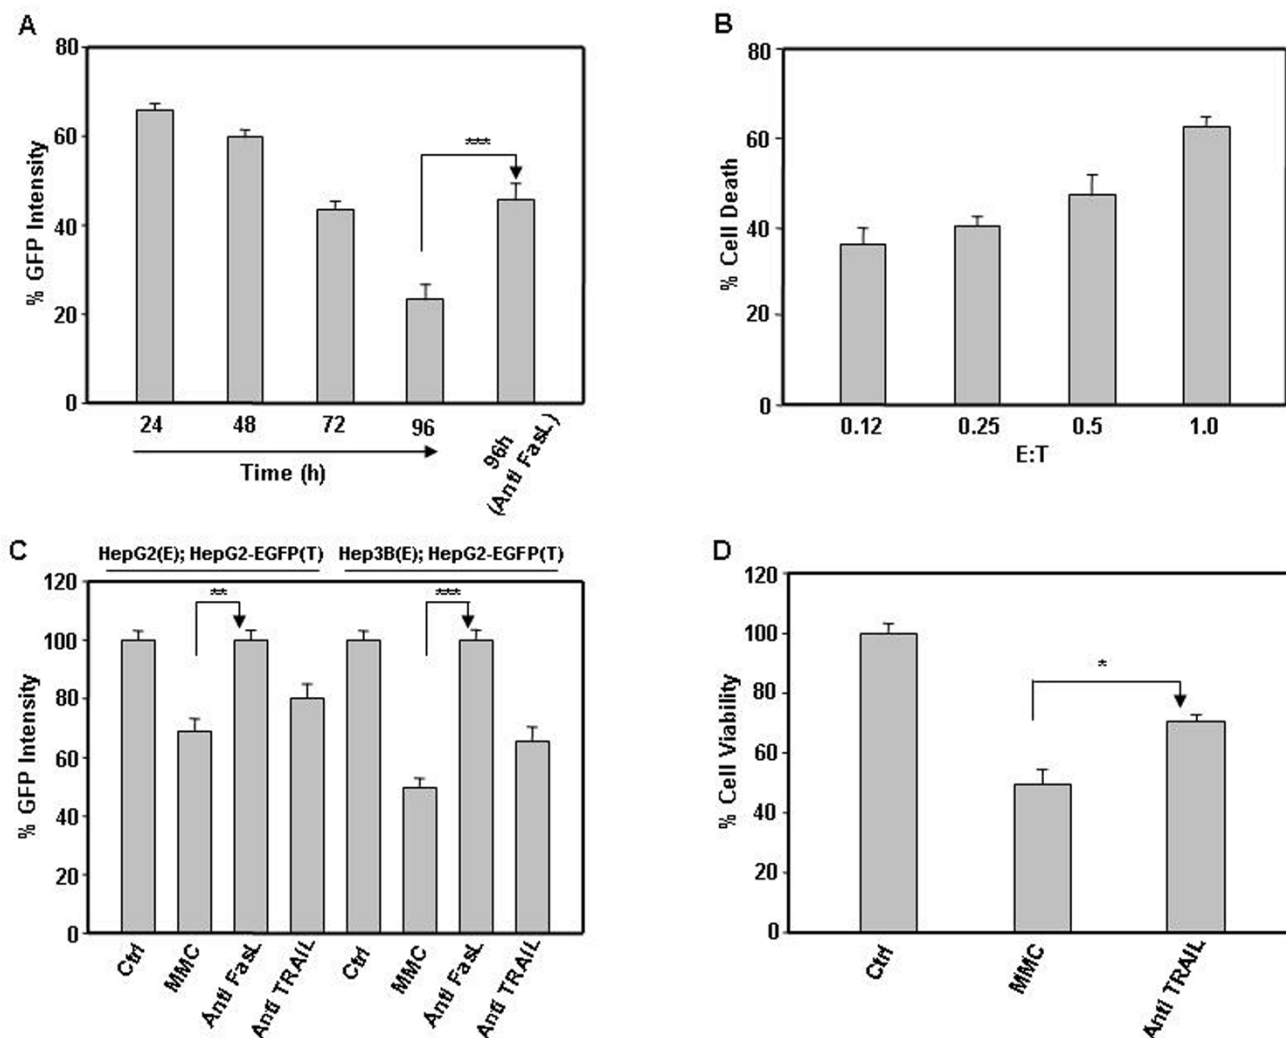 A
80
60
40
20
0
% GFP Intensity
***
24 48 72 96 96h (Anti FasL)
Time (h)
B
80
60
40
20
0
% Cell Death
0.12 0.25 0.5 1.0
E:T
C
HepG2(E); HepG2-EGFP(T) Hep3B(E); HepG2-EGFP(T)
120
100
80
60
40
20
0
% GFP Intensity
** ***
Ctrl MMC Anti FasL Anti TRAIL Ctrl MMC Anti FasL Anti TRAIL
D
120
100
80
60
40
20
0
% Cell Viability
*
Ctrl MMC Anti TRAIL